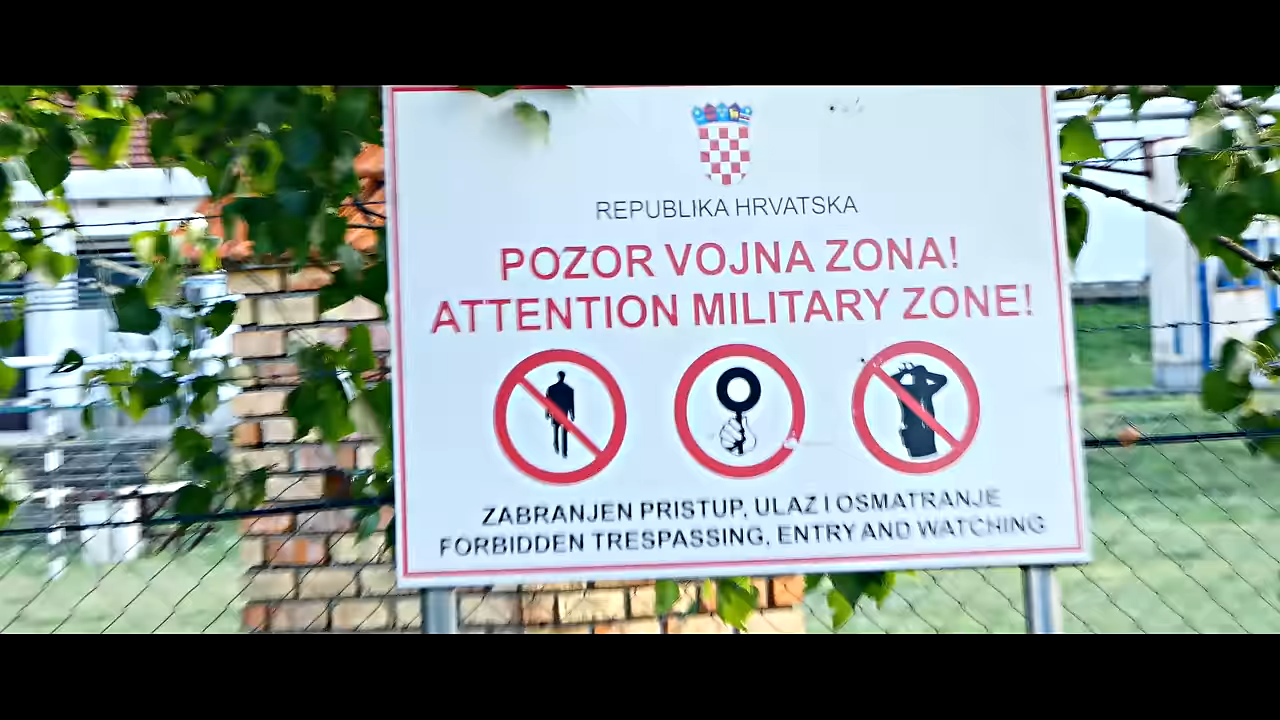 REPUBLIKA HRVATSKA
POZOR VOJNA ZONA!
ATTENTION MILITARY ZONE!
ZABRANJEN PRISTUP, ULAZ I OSMATRANJE
FORBIDDEN TRESPASSING, ENTRY AND WATCHING